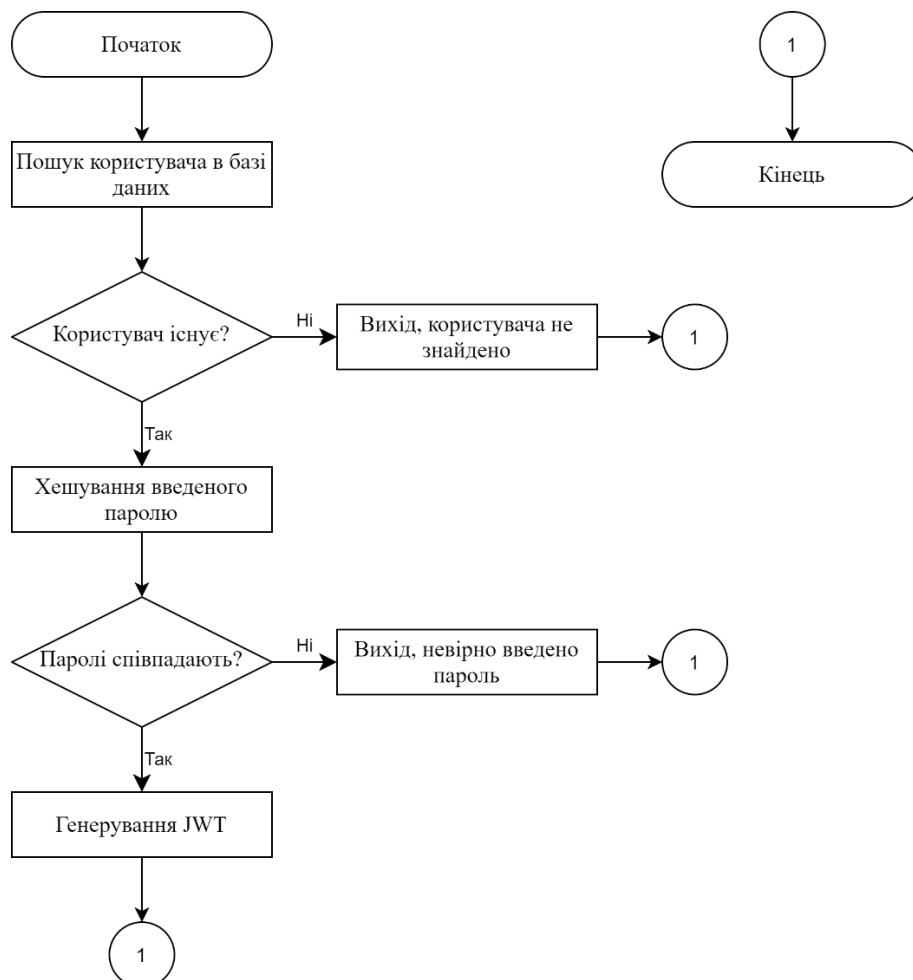 Початок
1
Пошук користувача в базі
даних
Кінець
Користувач існує?
Ні
Вихід, користувача не
знайдено
1
Так
Хешування введеного
паролю
Паролі співпадають?
Ні
Вихід, невірно введено
пароль
1
Так
Генерування JWT
1